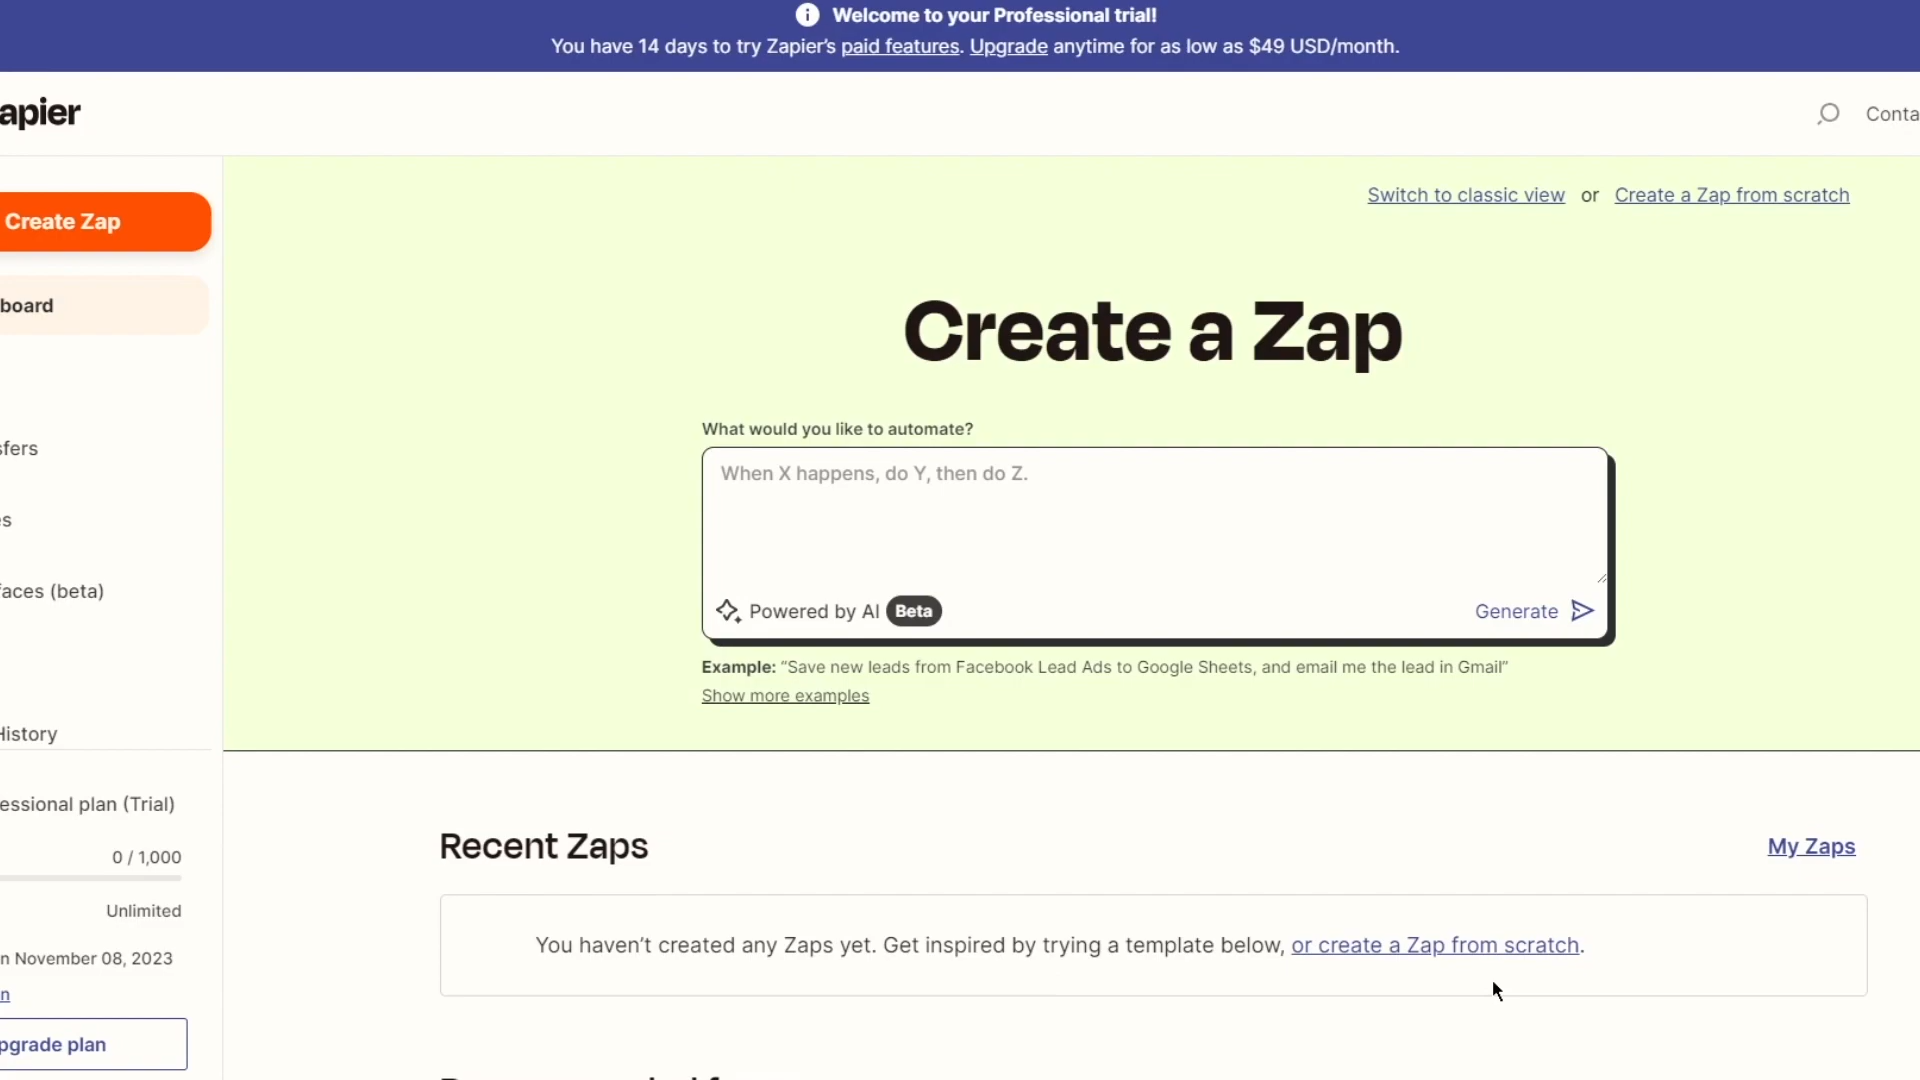 Welcome to your Professional trial!
You have 14 days to try Zapier’s paid features. Upgrade anytime for as low as $49 USD/month.
apier
Conta
Create Zap
board
sfers
es
faces (beta)
History
essional plan (Trial)
0 / 1,000
Unlimited
n November 08, 2023
n
pgrade plan
Switch to classic view or Create a Zap from scratch
Create a Zap
What would you like to automate?
When X happens, do Y, then do Z.
Powered by AI Beta
Generate
Example: “Save new leads from Facebook Lead Ads to Google Sheets, and email me the lead in Gmail”
Show more examples
Recent Zaps
My Zaps
You haven’t created any Zaps yet. Get inspired by trying a template below, or create a Zap from scratch.